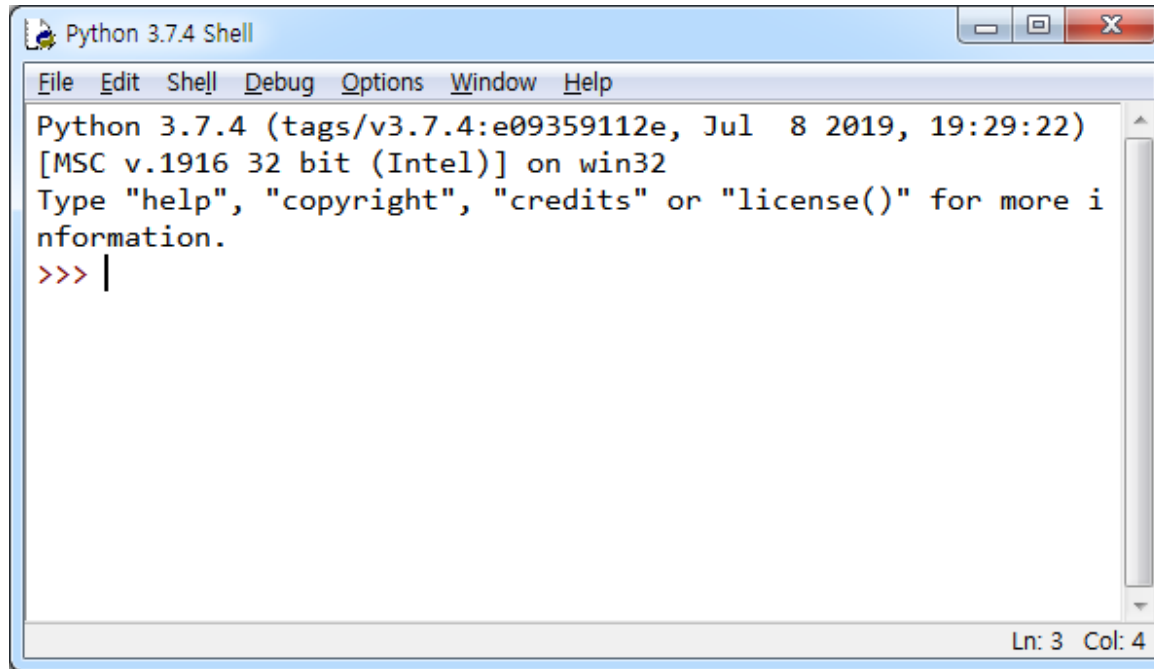 Python 3.7.4 Shell
File Edit Shell Debug Options Window Help
Python 3.7.4 (tags/v3.7.4:e09359112e, Jul  8 2019, 19:29:22)
[MSC v.1916 32 bit (Intel)] on win32
Type "help", "copyright", "credits" or "license()" for more i
nformation.
>>>
Ln: 3 Col: 4